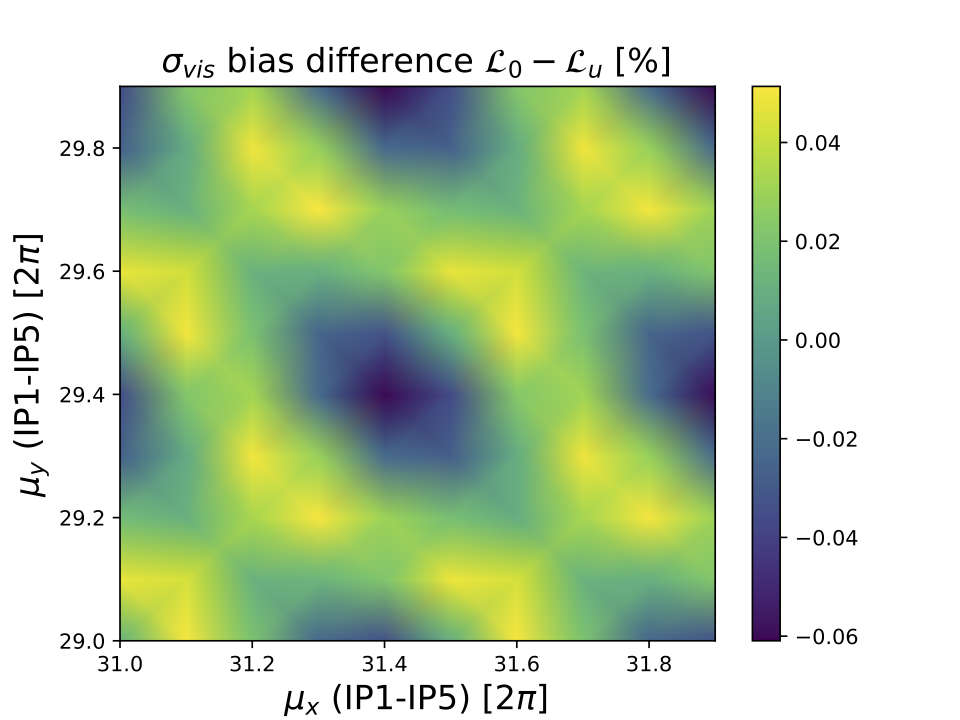 σ_vis bias difference ℒ₀ − ℒᵤ [%]
29.8
29.6
29.4
29.2
29.0
μ_y (IP1-IP5) [2π]
31.0 31.2 31.4 31.6 31.8
μ_x (IP1-IP5) [2π]
0.04
0.02
0.00
−0.02
−0.04
−0.06